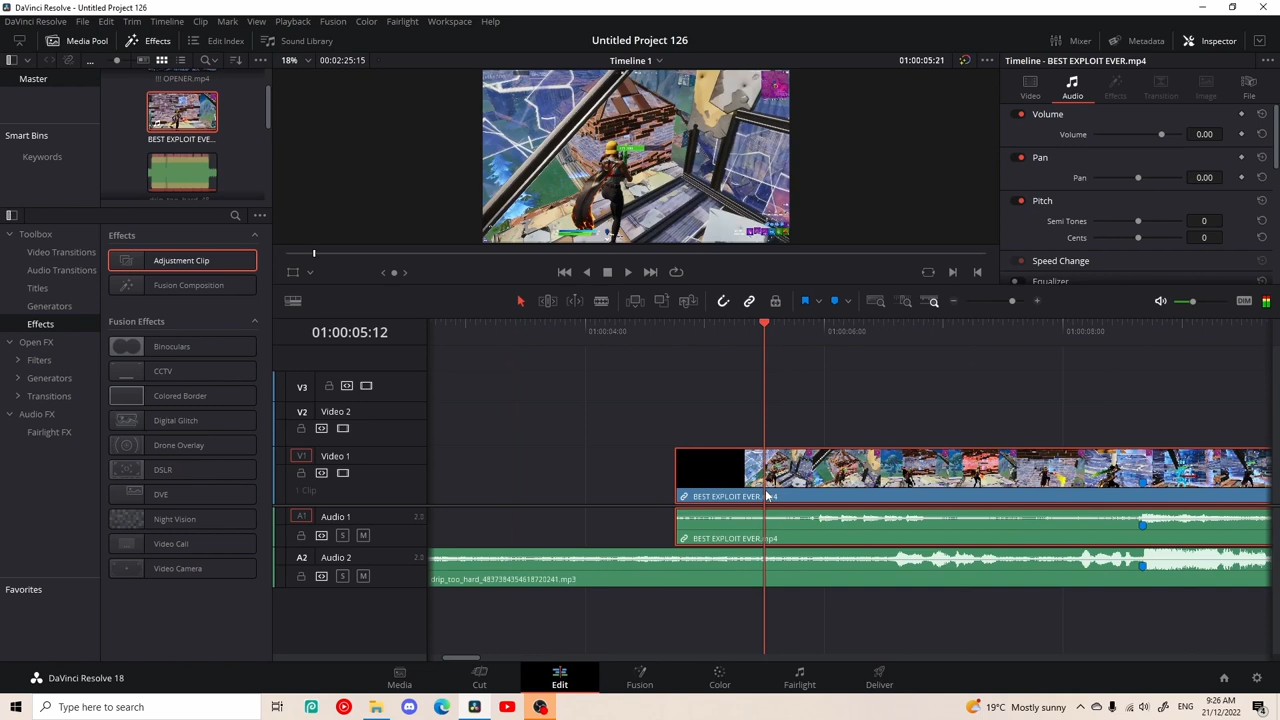 DaVinci Resolve - Untitled Project 126
DaVinci Resolve File Edit Trim Timeline Clip Mark View Playback Fusion Color Fairlight Workspace Help
Media Pool Effects Edit Index Sound Library Untitled Project 126 Mixer Metadata Inspector
18% 00:02:25:15 Timeline 1 01:00:05:21 Timeline - BEST EXPLOIT EVER.mp4
Master
!!! OPENER.mp4
BEST EXPLOIT EVE...
Smart Bins
Keywords
Video Audio Effects Transition Image File
Volume
Volume 0.00
Pan
Pan 0.00
Pitch
Semi Tones 0
Cents 0
Speed Change
Equalizer
Toolbox
Video Transitions
Audio Transitions
Titles
Generators
Effects
Open FX
Filters
Generators
Transitions
Audio FX
Fairlight FX
Favorites
Effects
Adjustment Clip
Fusion Composition
Fusion Effects
Binoculars
CCTV
Colored Border
Digital Glitch
Drone Overlay
DSLR
DVE
Night Vision
Video Call
Video Camera
DIM
01:00:05:12
01:00:04:00 01:00:06:00 01:00:08:00
V3
V2 Video 2
V1 Video 1
1 Clip
BEST EXPLOIT EVER.mp4
A1 Audio 1 2.0
S M
BEST EXPLOIT EVER.mp4
A2 Audio 2 2.0
S M
drip_too_hard_4837384354618720241.mp3
DaVinci Resolve 18
Media Cut Edit Fusion Color Fairlight Deliver
Type here to search
19°C Mostly sunny ENG
9:26 AM
21/12/2022
4